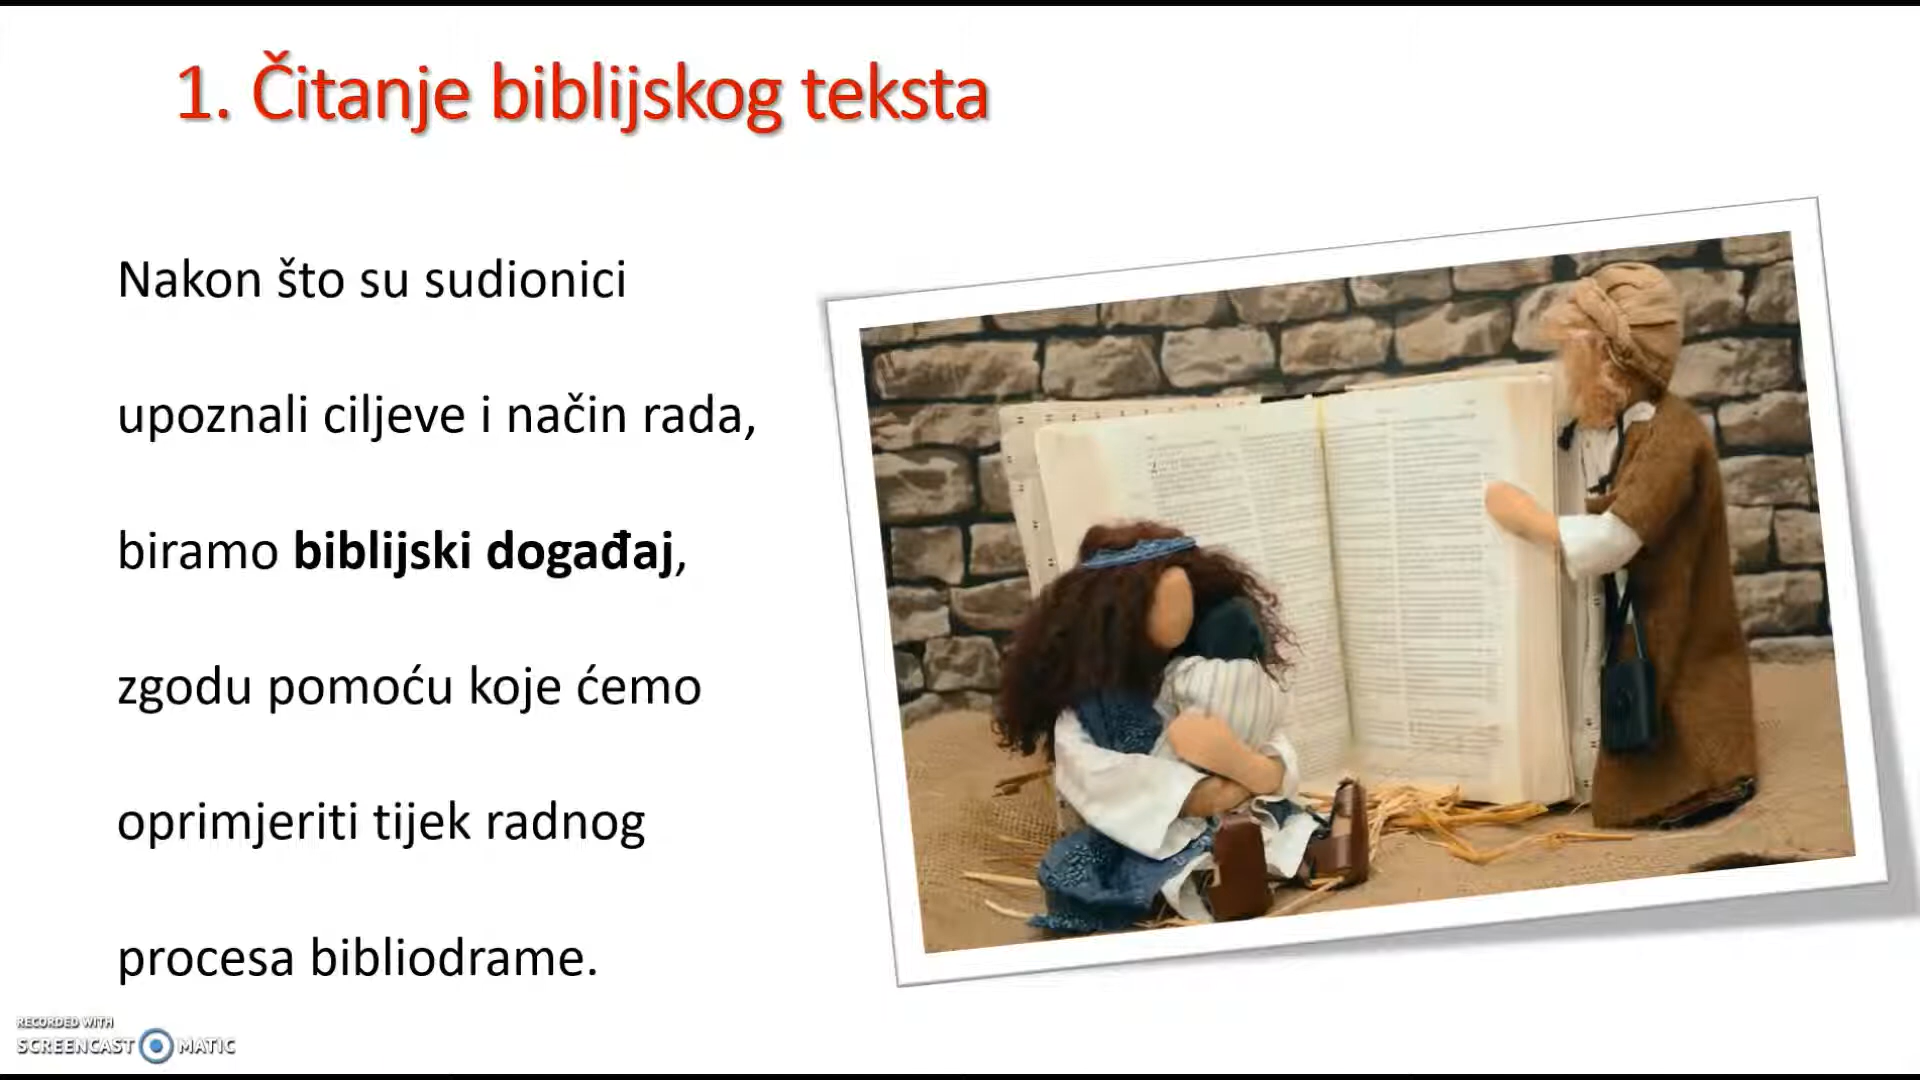 1. Čitanje biblijskog teksta
Nakon što su sudionici
upoznali ciljeve i način rada,
biramo biblijski događaj,
zgodu pomoću koje ćemo
oprimjeriti tijek radnog
procesa bibliodrame.
RECORDED WITH
SCREENCAST MATIC